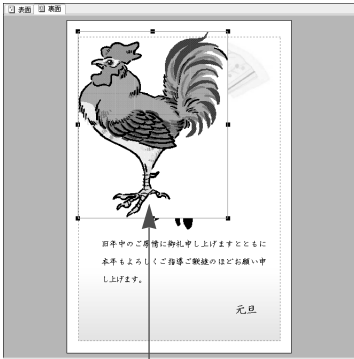 表面 裏面
旧年中のご厚情に御礼申し上げますとともに
本年もよろしくご指導ご鞭撻のほどお願い申
し上げます。
元旦